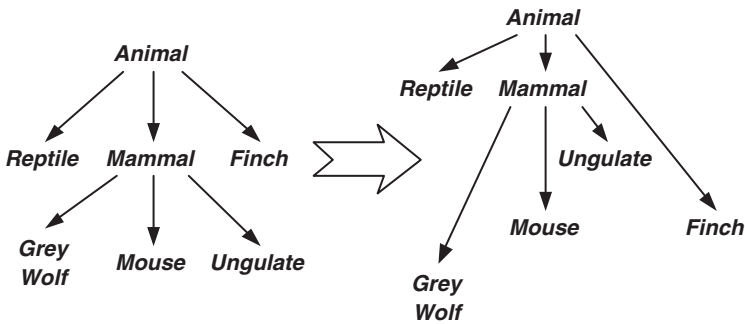 Animal
Reptile Mammal Finch
Grey
Wolf
Mouse Ungulate
Animal
Reptile Mammal
Ungulate
Mouse
Finch
Grey
Wolf